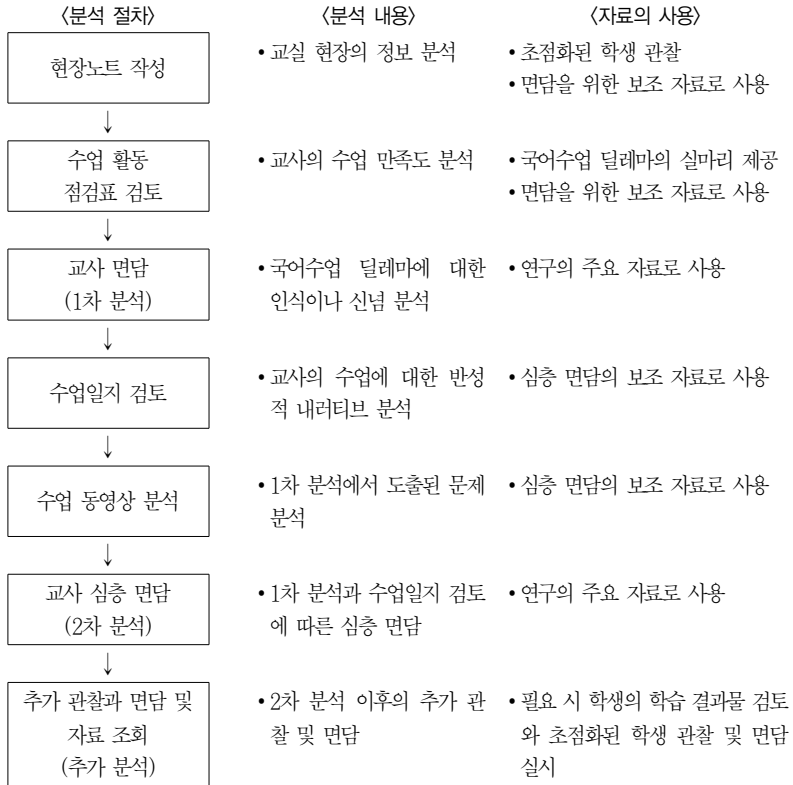 〈분석 절차〉 〈분석 내용〉 〈자료의 사용〉
현장노트 작성
• 교실 현장의 정보 분석
• 초점화된 학생 관찰
• 면담을 위한 보조 자료로 사용
↓
수업 활동
점검표 검토
• 교사의 수업 만족도 분석
• 국어수업 딜레마의 실마리 제공
• 면담을 위한 보조 자료로 사용
↓
교사 면담
(1차 분석)
• 국어수업 딜레마에 대한
인식이나 신념 분석
• 연구의 주요 자료로 사용
↓
수업일지 검토
• 교사의 수업에 대한 반성
적 내러티브 분석
• 심층 면담의 보조 자료로 사용
↓
수업 동영상 분석
• 1차 분석에서 도출된 문제
분석
• 심층 면담의 보조 자료로 사용
↓
교사 심층 면담
(2차 분석)
• 1차 분석과 수업일지 검토
에 따른 심층 면담
• 연구의 주요 자료로 사용
↓
추가 관찰과 면담 및
자료 조회
(추가 분석)
• 2차 분석 이후의 추가 관
찰 및 면담
• 필요 시 학생의 학습 결과물 검토
와 초점화된 학생 관찰 및 면담
실시